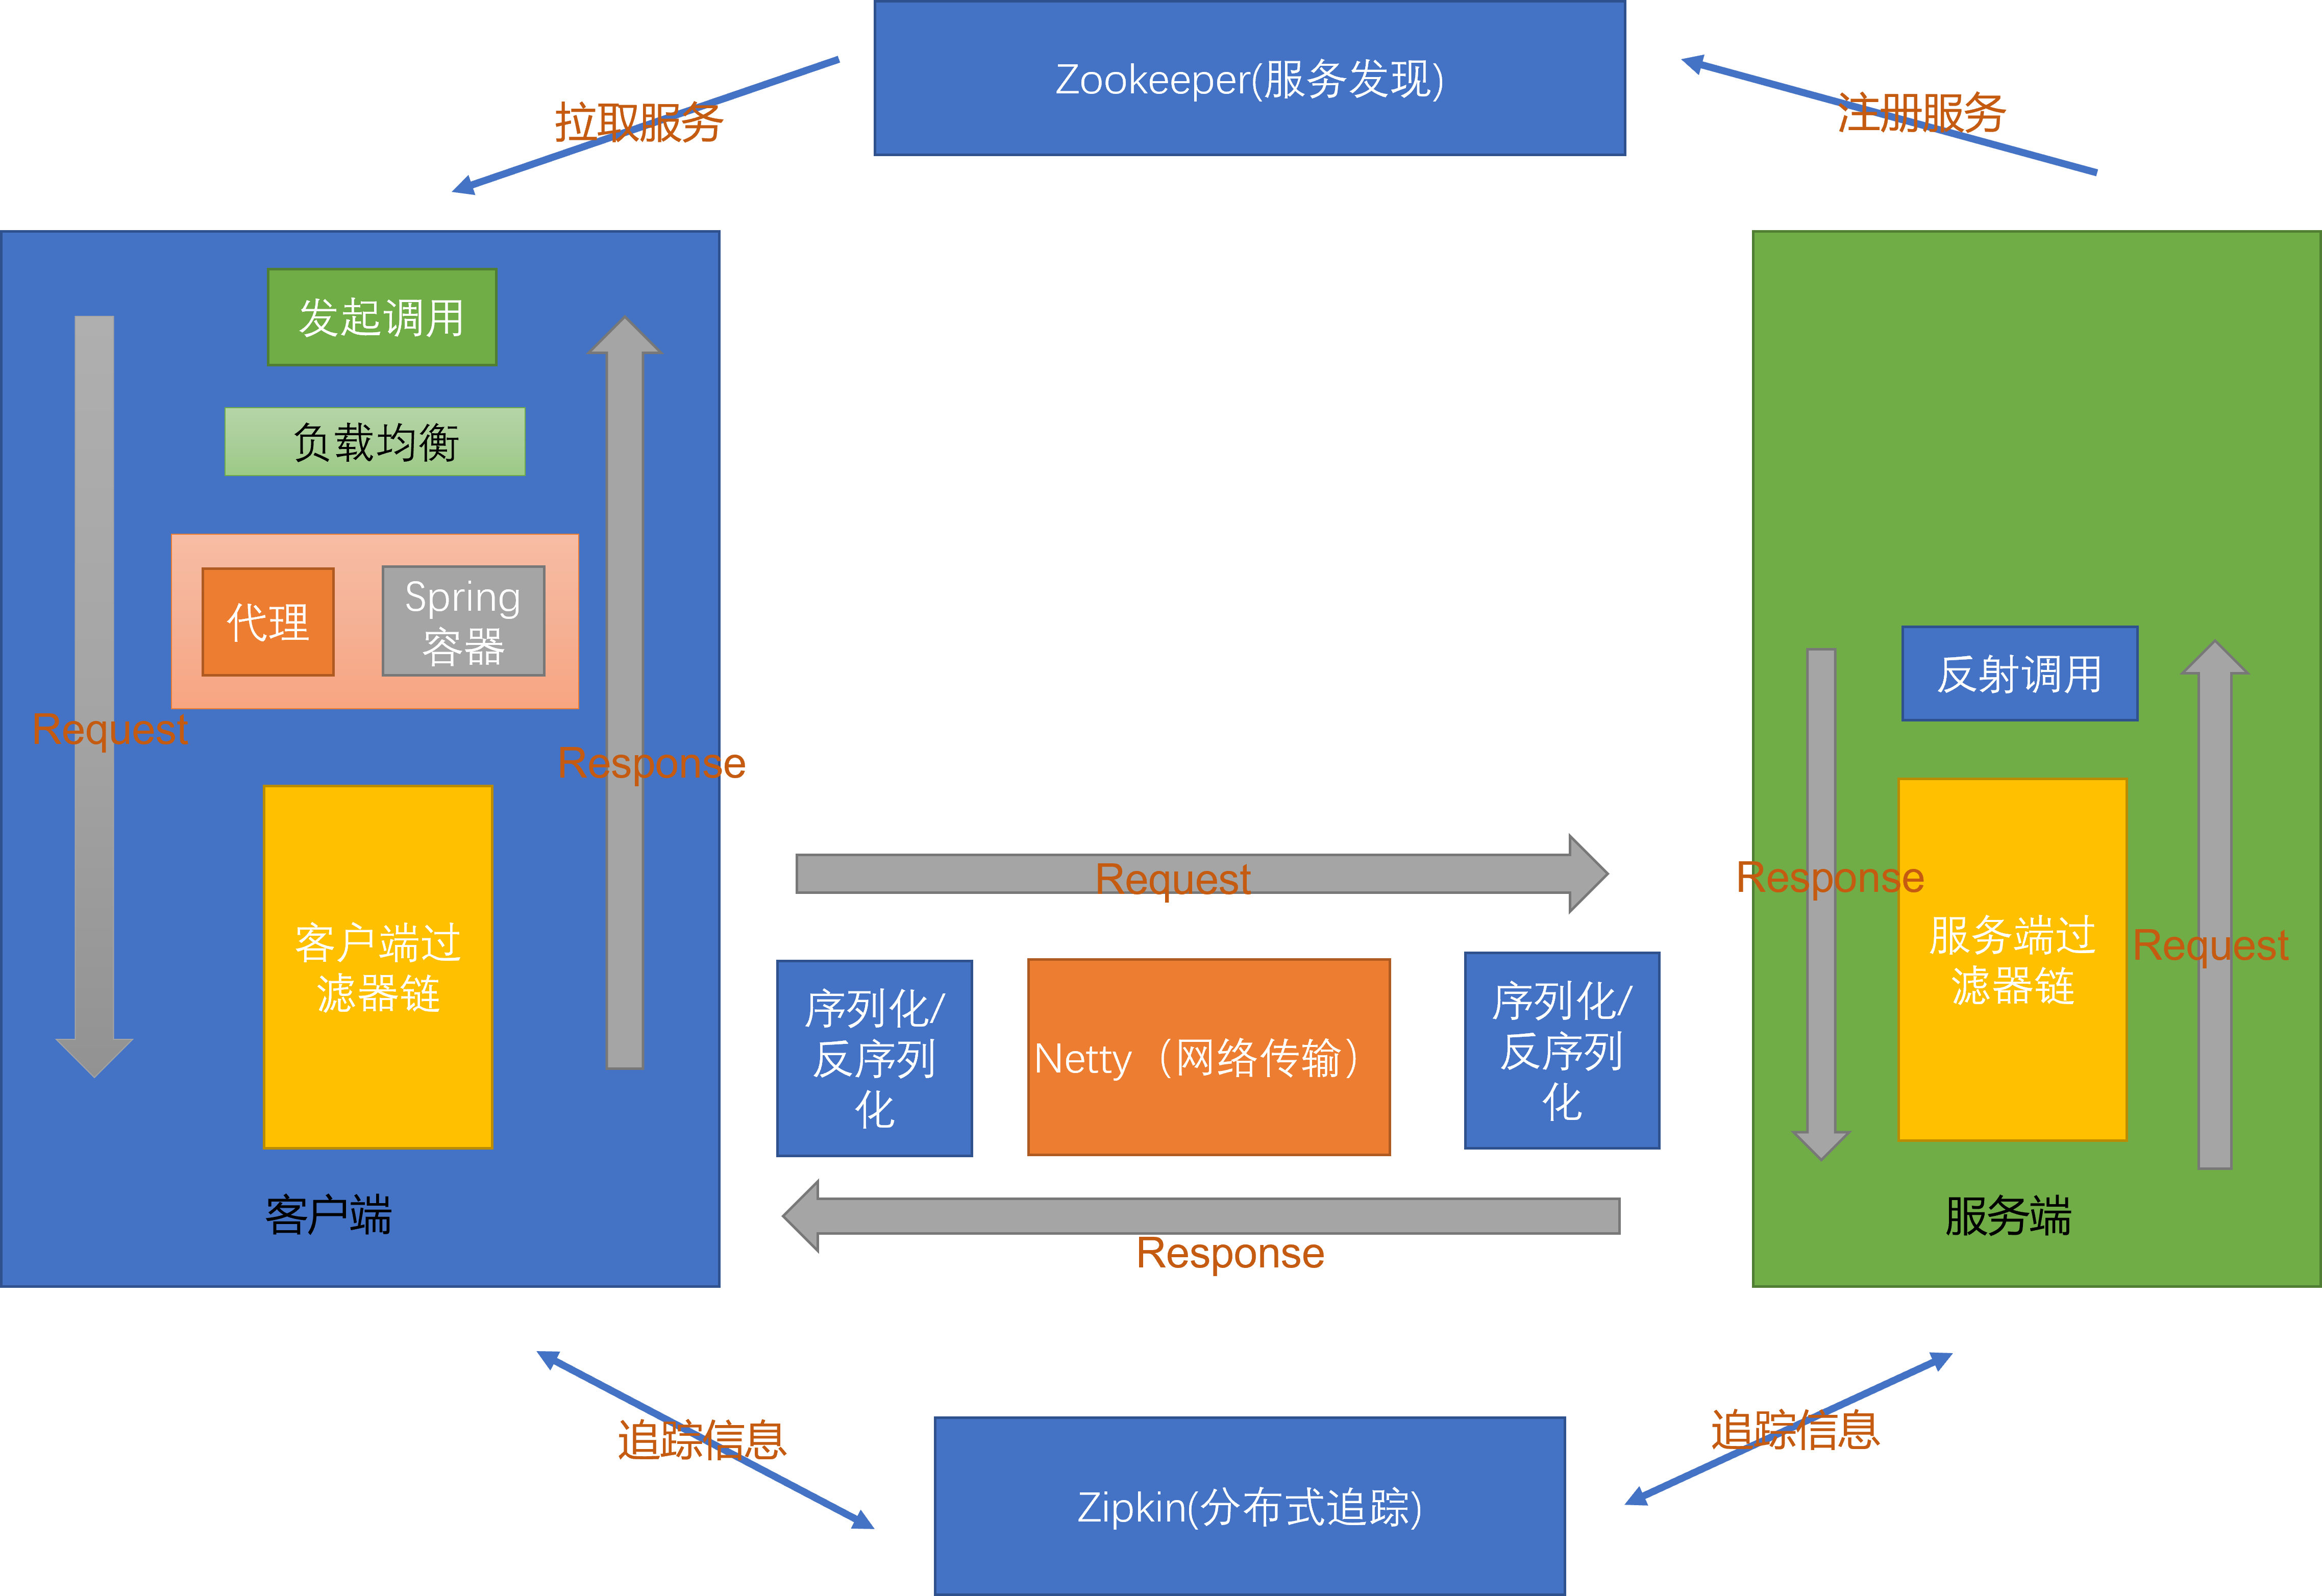 Zookeeper(服务发现)
拉取服务
注册服务
发起调用
负载均衡
代理
Spring
容器
Request
Response
客户端过
滤器链
客户端
Request
序列化/
反序列
化
Netty（网络传输）
序列化/
反序列
化
Response
反射调用
Response
服务端过
滤器链
Request
服务端
追踪信息
追踪信息
Zipkin(分布式追踪)